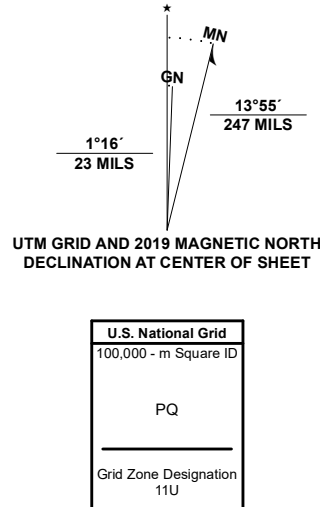 ★
MN
GN
1°16´
23 MILS
13°55´
247 MILS
UTM GRID AND 2019 MAGNETIC NORTH
DECLINATION AT CENTER OF SHEET
U.S. National Grid
100,000 - m Square ID
PQ
Grid Zone Designation
11U